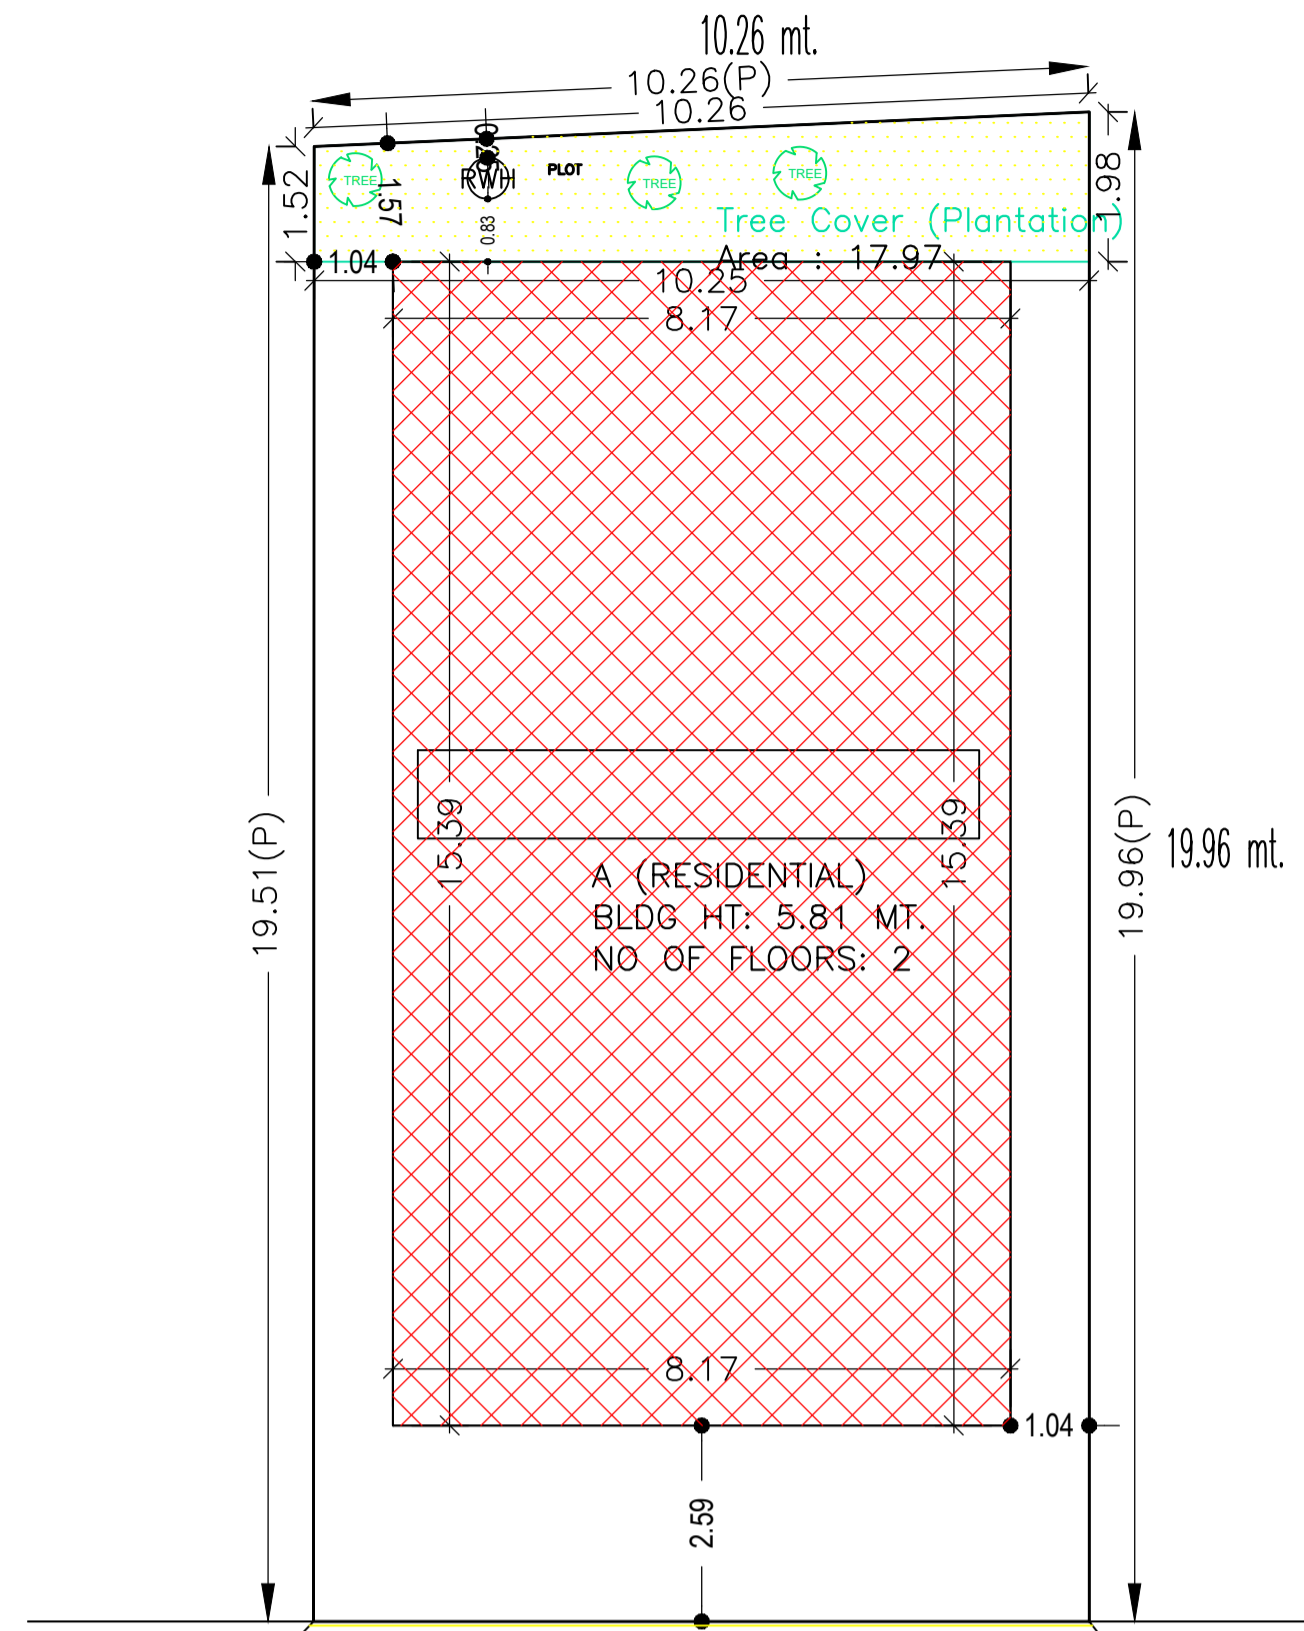 10.26 mt.
10.26(P)
10.26
1.52
TREE
1.57
RWH
PLOT
TREE
TREE
1.98
0.83
Tree Cover (Plantation)
Area : 17.97
1.04
10.25
8.17
15.39
15.39
19.51(P)
19.96(P)
19.96 mt.
A (RESIDENTIAL)
BLDG HT: 5.81 MT.
NO OF FLOORS: 2
8.17
1.04
2.59